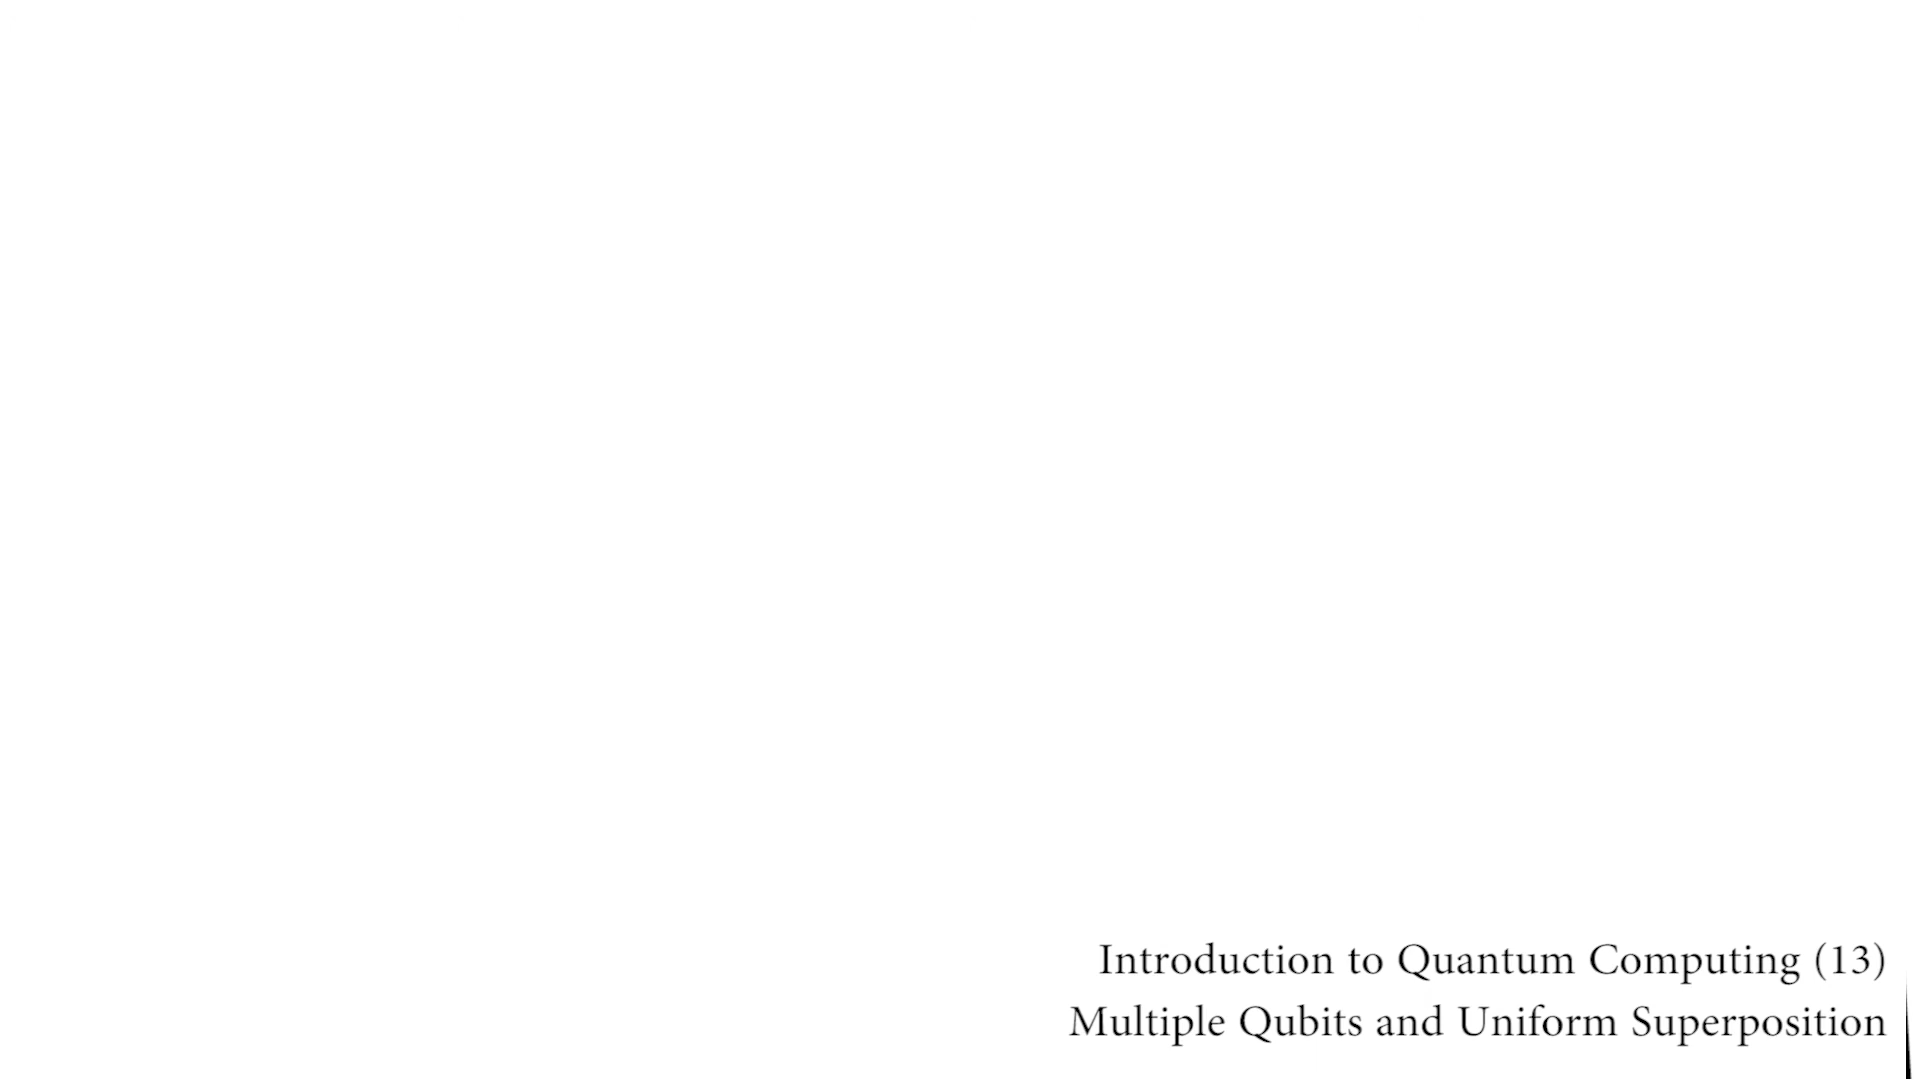 Introduction to Quantum Computing (13)
Multiple Qubits and Uniform Superposition